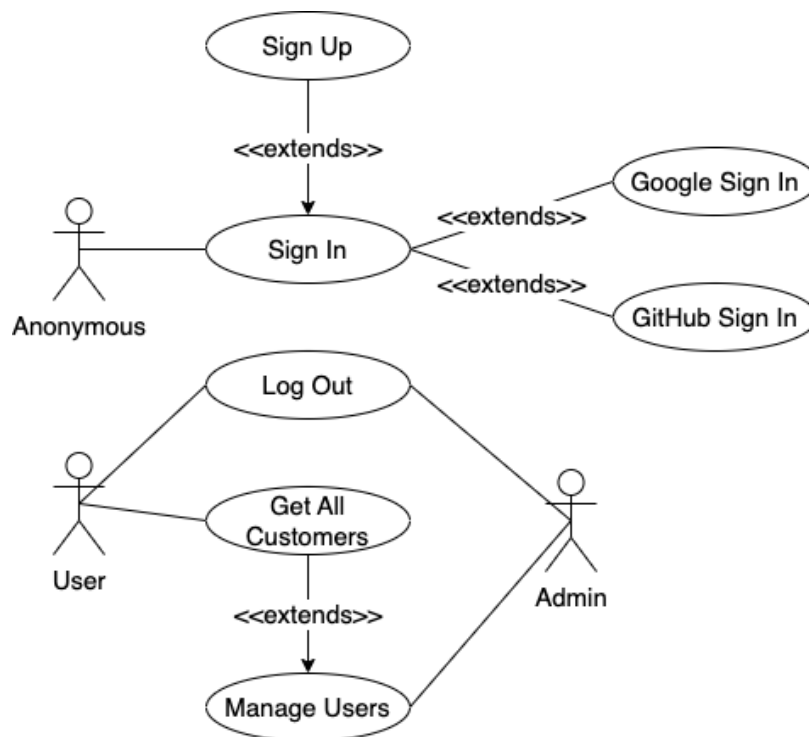 Sign Up
<<extends>>
Google Sign In
<<extends>>
Sign In
<<extends>>
GitHub Sign In
Anonymous
Log Out
Get All
Customers
User
Admin
<<extends>>
Manage Users